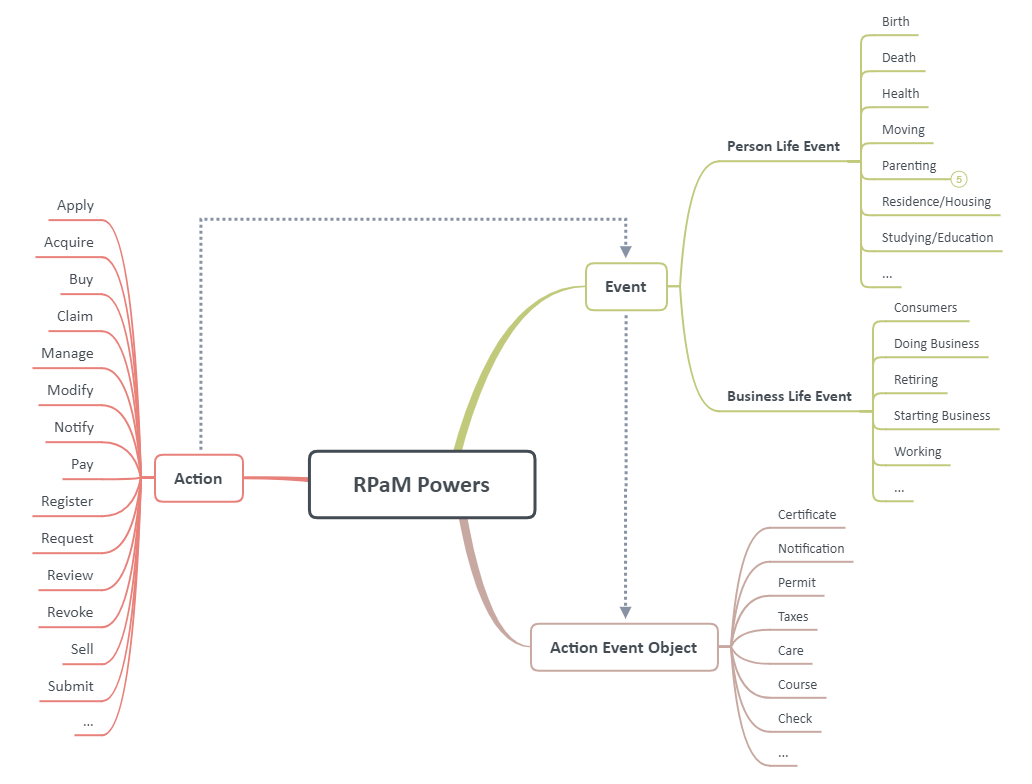 RPaM Powers
Action
Apply
Acquire
Buy
Claim
Manage
Modify
Notify
Pay
Register
Request
Review
Revoke
Sell
Submit
...
Event
Person Life Event
Birth
Death
Health
Moving
Parenting
5
Residence/Housing
Studying/Education
...
Business Life Event
Consumers
Doing Business
Retiring
Starting Business
Working
...
Action Event Object
Certificate
Notification
Permit
Taxes
Care
Course
Check
...